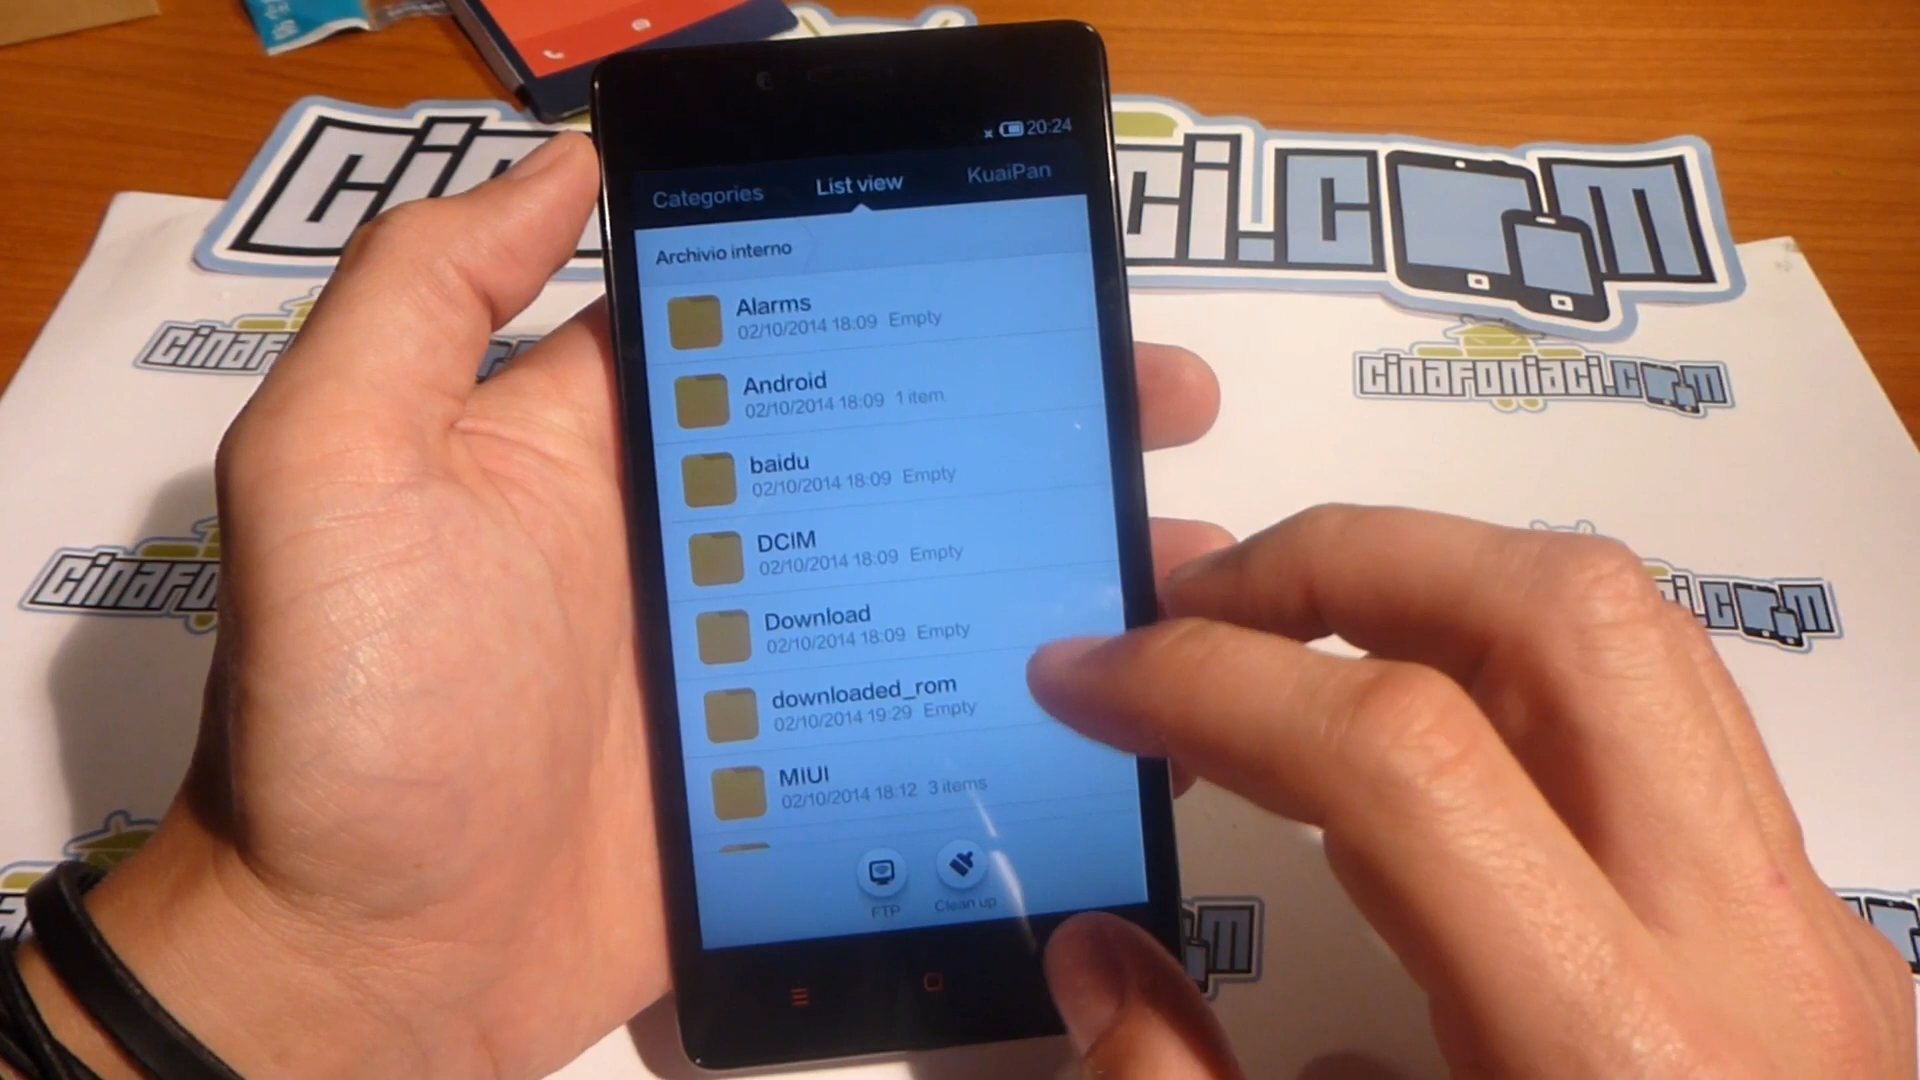 cinafoniaci.com
20:24
Categories List view KuaiPan
Archivio interno
Alarms
02/10/2014 18:09 Empty
Android
02/10/2014 18:09 1 item
baidu
02/10/2014 18:09 Empty
DCIM
02/10/2014 18:09 Empty
Download
02/10/2014 18:09 Empty
downloaded_rom
02/10/2014 19:29 Empty
MIUI
02/10/2014 18:12 3 items
FTP Clean up
cinafoniaci.com